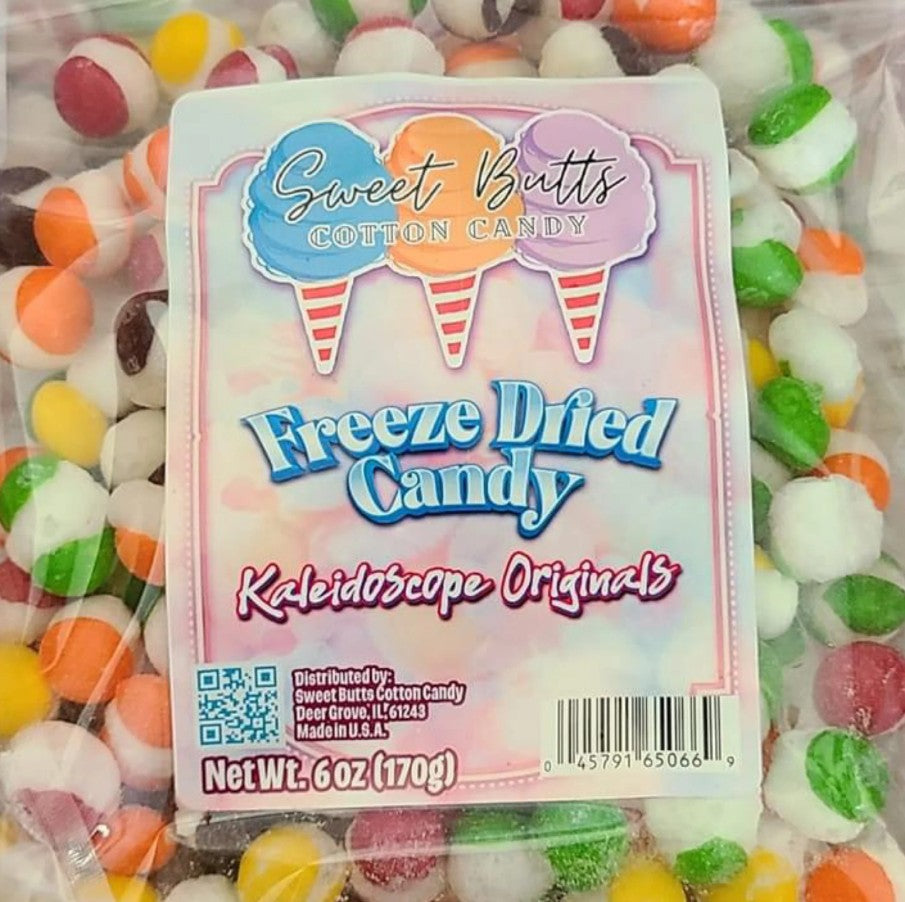 Sweet Butts
COTTON CANDY
Freeze Dried
Candy
Kaleidoscope Originals
Distributed by:
Sweet Butts Cotton Candy
Deer Grove, IL, 61243
Made in U.S.A.
Net Wt. 6 oz (170g)
0 45791 65066 9